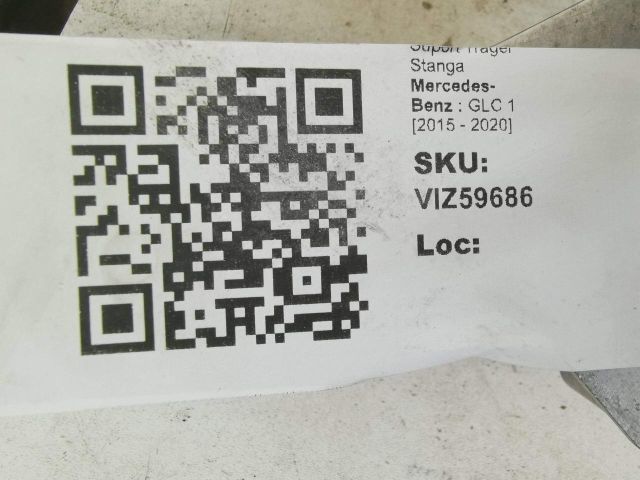 Suport Trager
Stanga
Mercedes-
Benz : GLC 1
[2015 - 2020]
SKU:
VIZ59686
Loc: